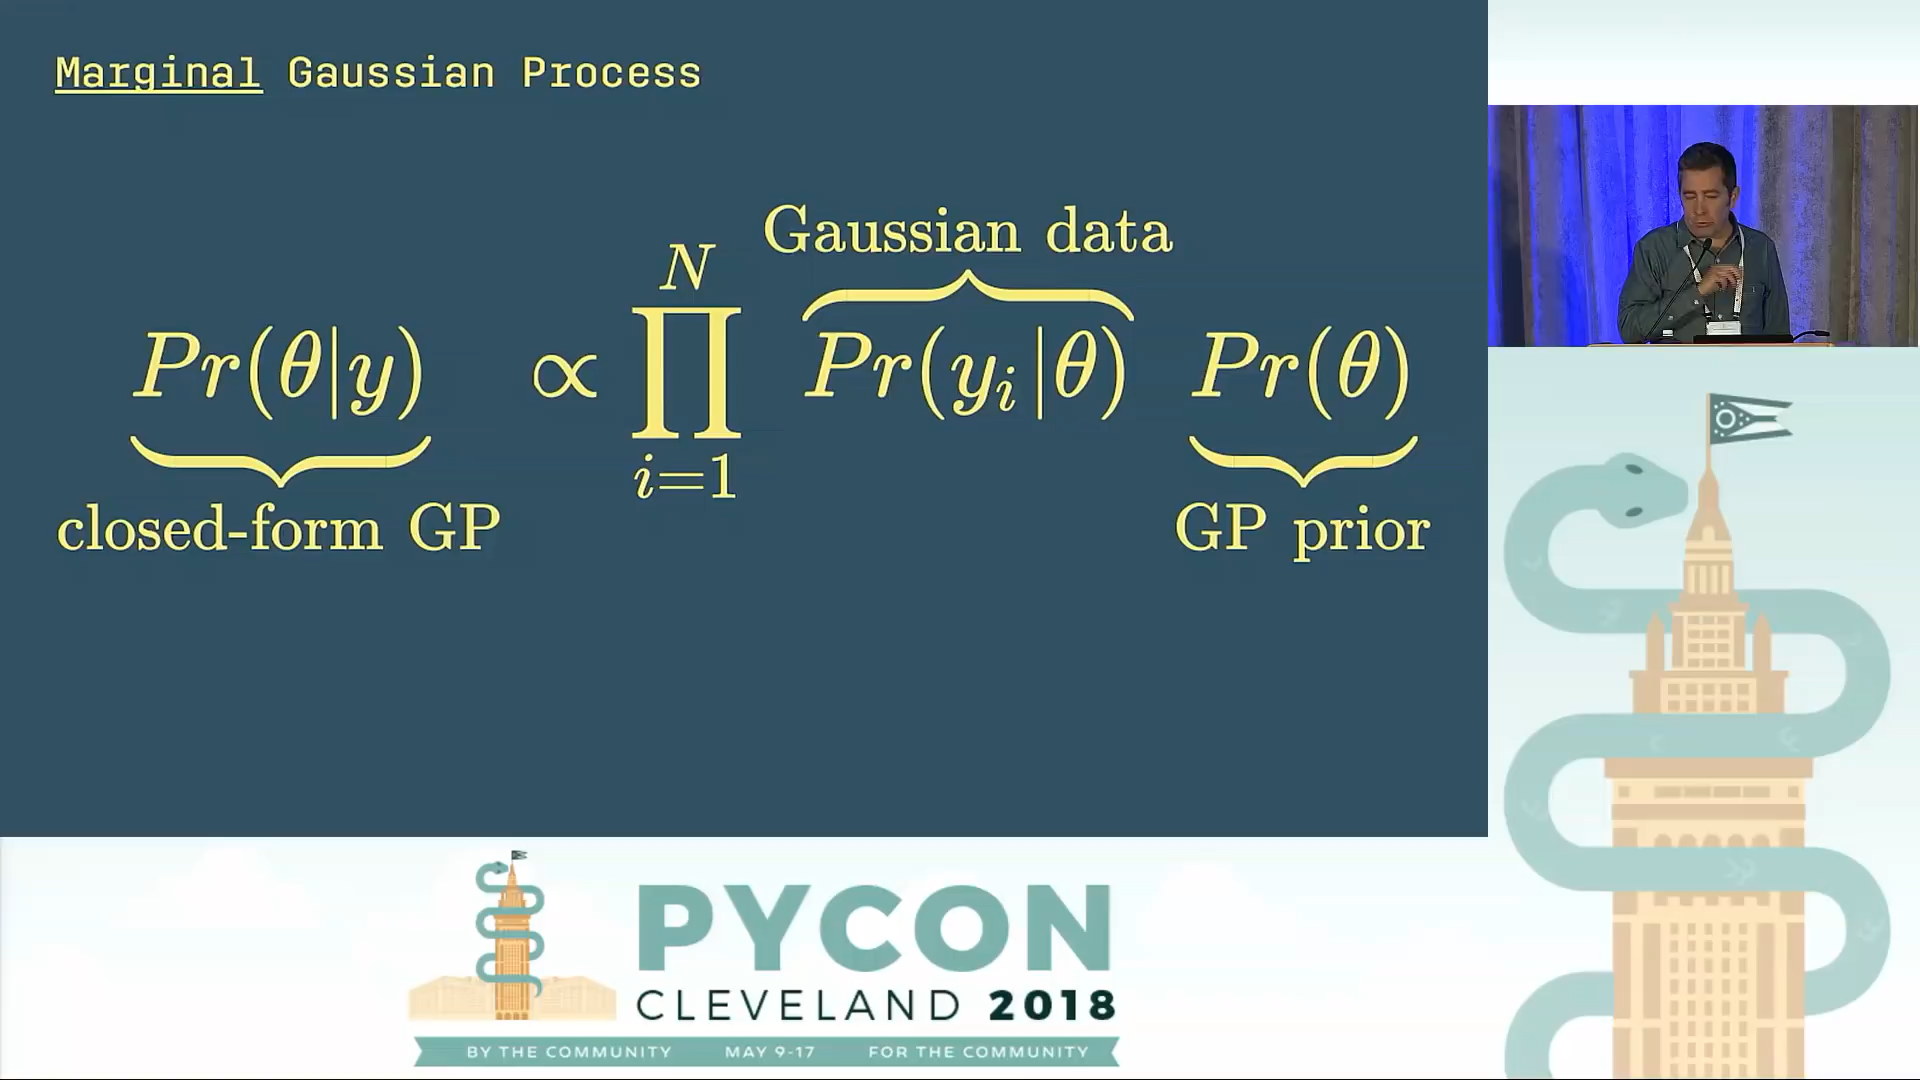 Marginal Gaussian Process
Gaussian data
Pr(θ|y) ∝ ∏_{i=1}^{N} Pr(y_i|θ) Pr(θ)
closed-form GP
GP prior
PYCON
CLEVELAND 2018
BY THE COMMUNITY MAY 9-17 FOR THE COMMUNITY